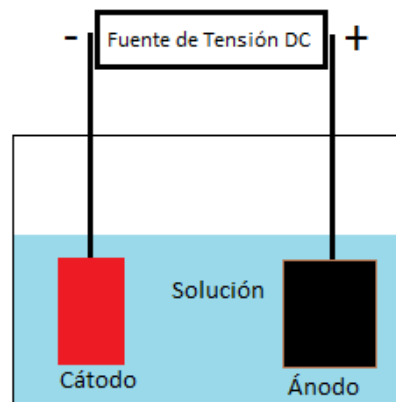 - Fuente de Tensión DC +
Solución
Cátodo
Ánodo